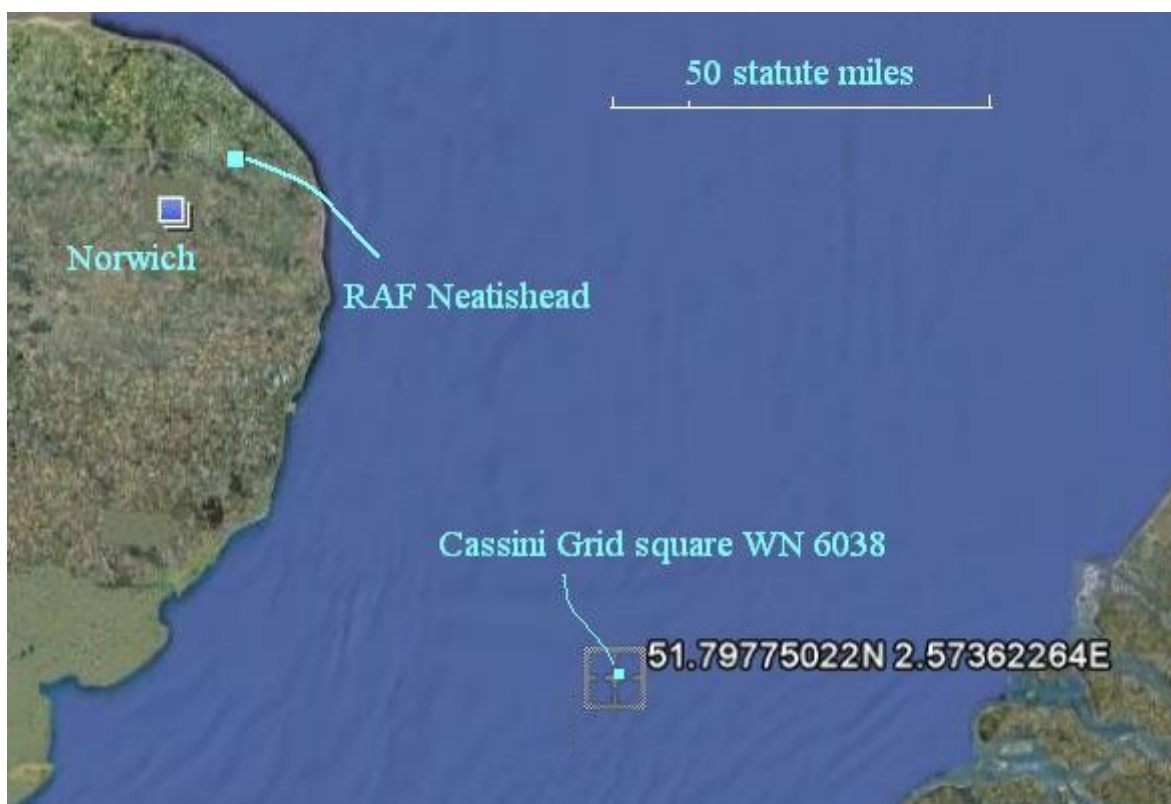 50 statute miles
Norwich
RAF Neatishead
Cassini Grid square WN 6038
51.79775022N 2.57362264E